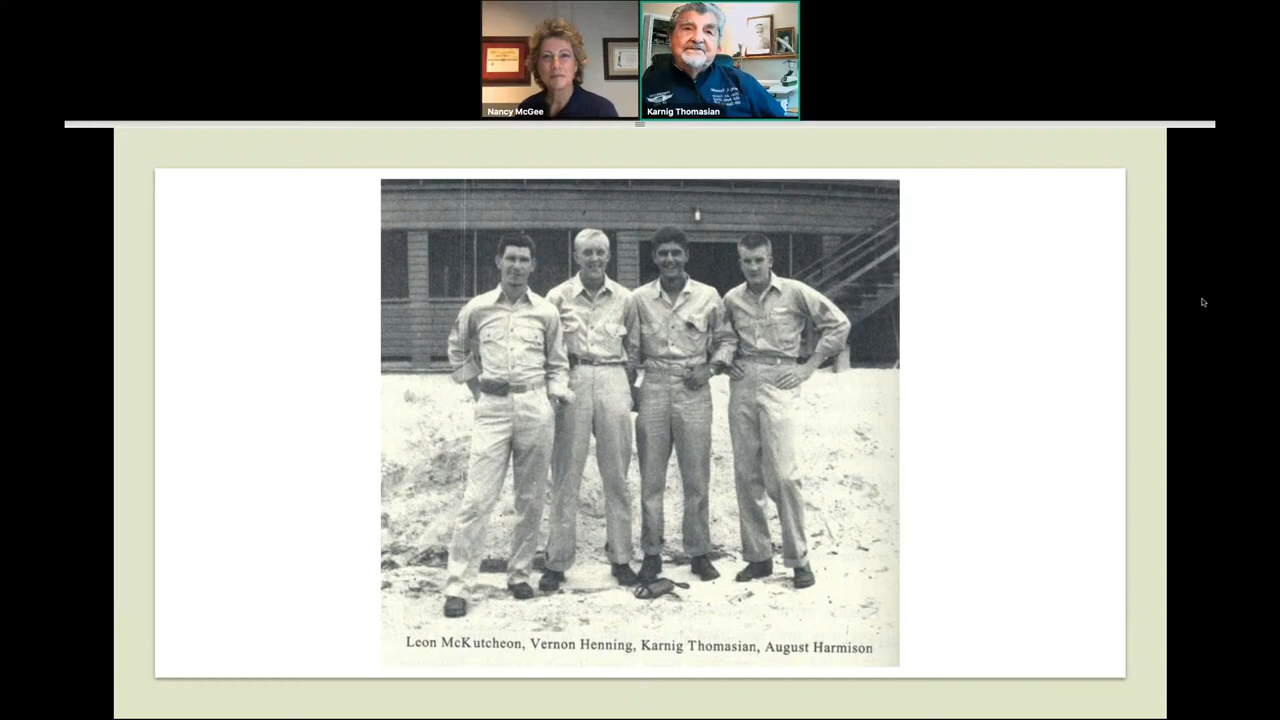 Nancy McGee
Karnig Thomasian
Leon McKutcheon, Vernon Henning, Karnig Thomasian, August Harmison